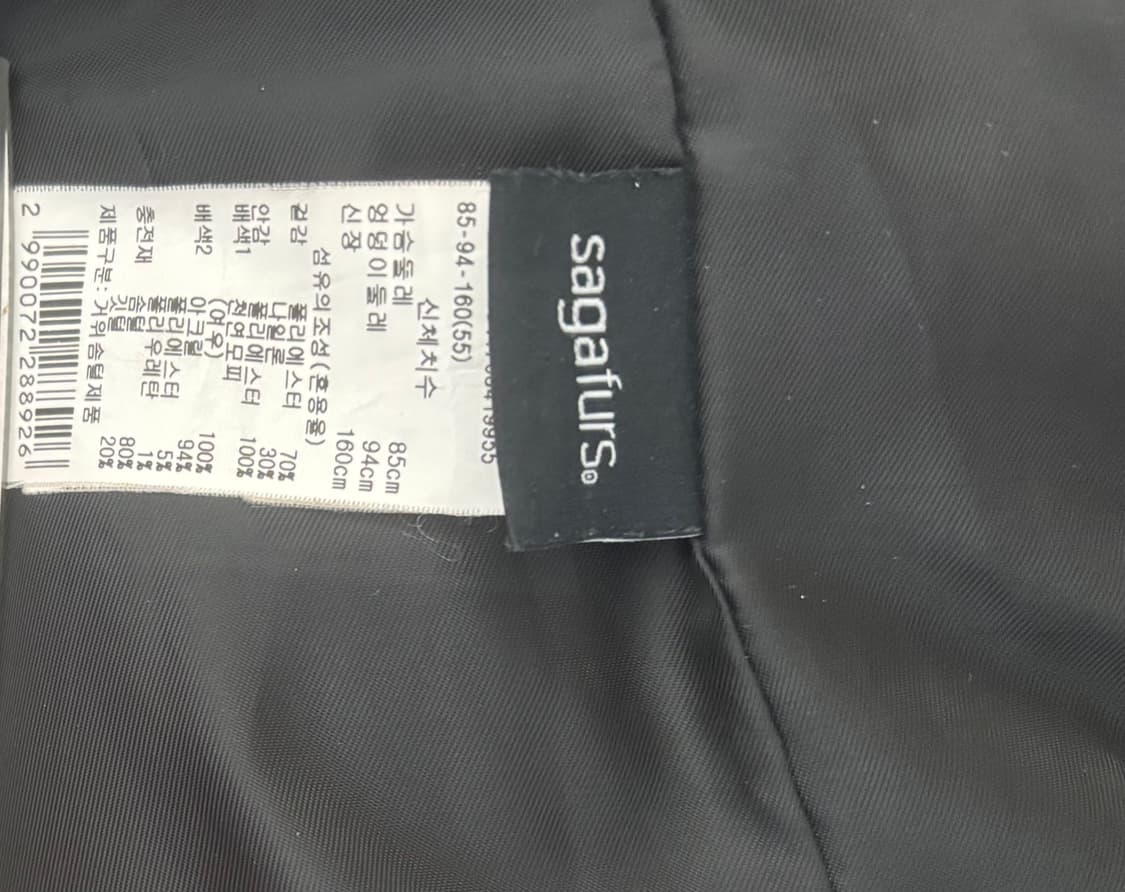 sagafurs®
85-94-160(55)
신체치수
가슴둘레 85cm
엉덩이둘레 94cm
신장 160cm
섬유의조성(혼용율)
겉감 폴리에스터 70%
나일론 30%
안감 폴리에스터 100%
배색1 천연모피
(여우) 100%
배색2 아크릴 94%
폴리에스터 5%
폴리우레탄 1%
충전재 솜털 80%
깃털 20%
제품구분: 거위솜털제품
2 990072 288926